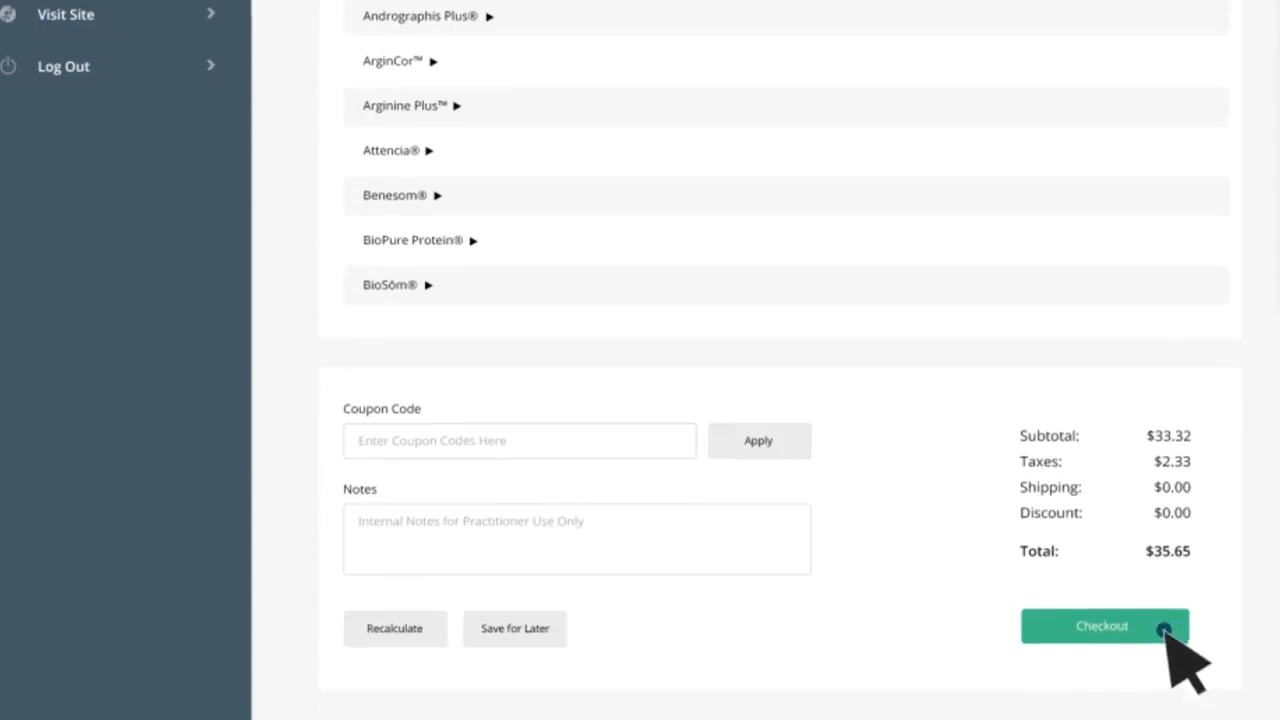 Visit Site
Log Out
Andrographis Plus®
ArginCor™
Arginine Plus™
Attencia®
Benesom®
BioPure Protein®
BioSōm®
Coupon Code
Enter Coupon Codes Here
Apply
Notes
Internal Notes for Practitioner Use Only
Recalculate
Save for Later
Subtotal: $33.32
Taxes: $2.33
Shipping: $0.00
Discount: $0.00
Total: $35.65
Checkout